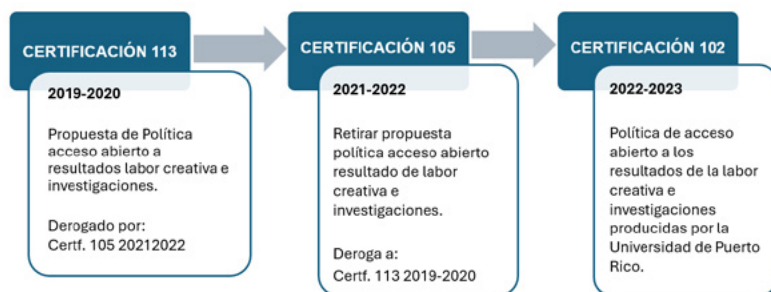 CERTIFICACIÓN 113
2019-2020
Propuesta de Política
acceso abierto a
resultados labor creativa e
investigaciones.
Derogado por:
Certf. 105 20212022
CERTIFICACIÓN 105
2021-2022
Retirar propuesta
política acceso abierto
resultado de labor
creativa e
investigaciones.
Deroga a:
Certf. 113 2019-2020
CERTIFICACIÓN 102
2022-2023
Política de acceso
abierto a los
resultados de la labor
creativa e
investigaciones
producidas por la
Universidad de Puerto
Rico.